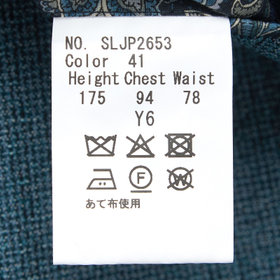 NO. SLJP2653
Color 41
Height Chest Waist
175 94 78
Y6
F W
あて布使用